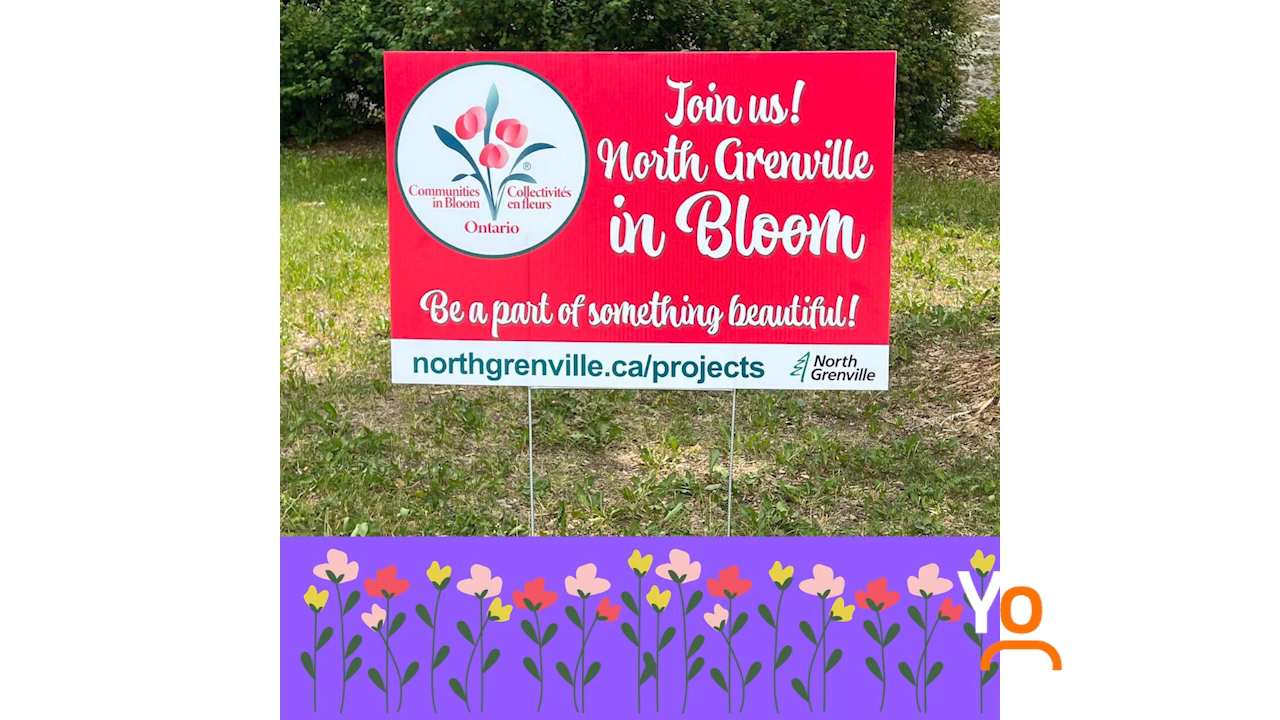 Join us!
North Grenville
in Bloom
Communities in Bloom
Collectivités en fleurs
®
Ontario
Be a part of something beautiful!
northgrenville.ca/projects
North
Grenville
Yo